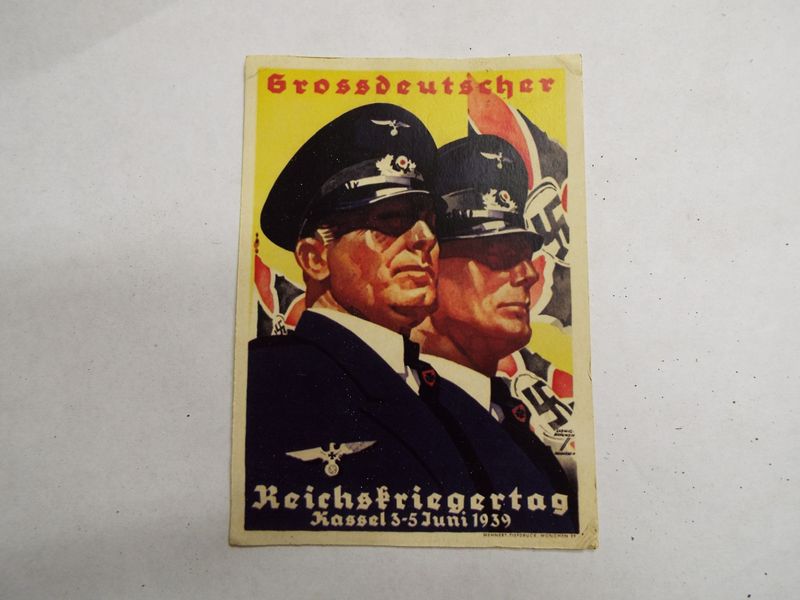 Grossdeutscher
Reichskriegertag
Kassel 3-5 Juni 1939